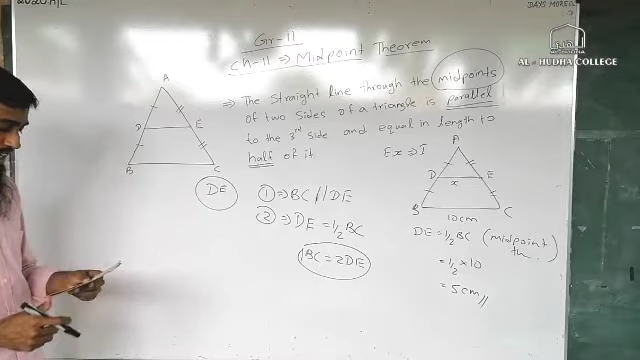 2020 A/L
DAYS MORE
AL - HUDHA COLLEGE
Gr-11
Ch-11 ⇒ Midpoint Theorem
⇒ The straight line through the midpoints
of two sides of a triangle is parallel
to the 3rd side and equal in length to
half of it.
A
D E
B C
DE
① ⇒ BC // DE
② ⇒ DE = 1/2 BC
BC = 2DE
Ex ⇒ I
A
D E
x
B C
10cm
DE = 1/2 BC (midpoint th.)
= 1/2 × 10
= 5cm//